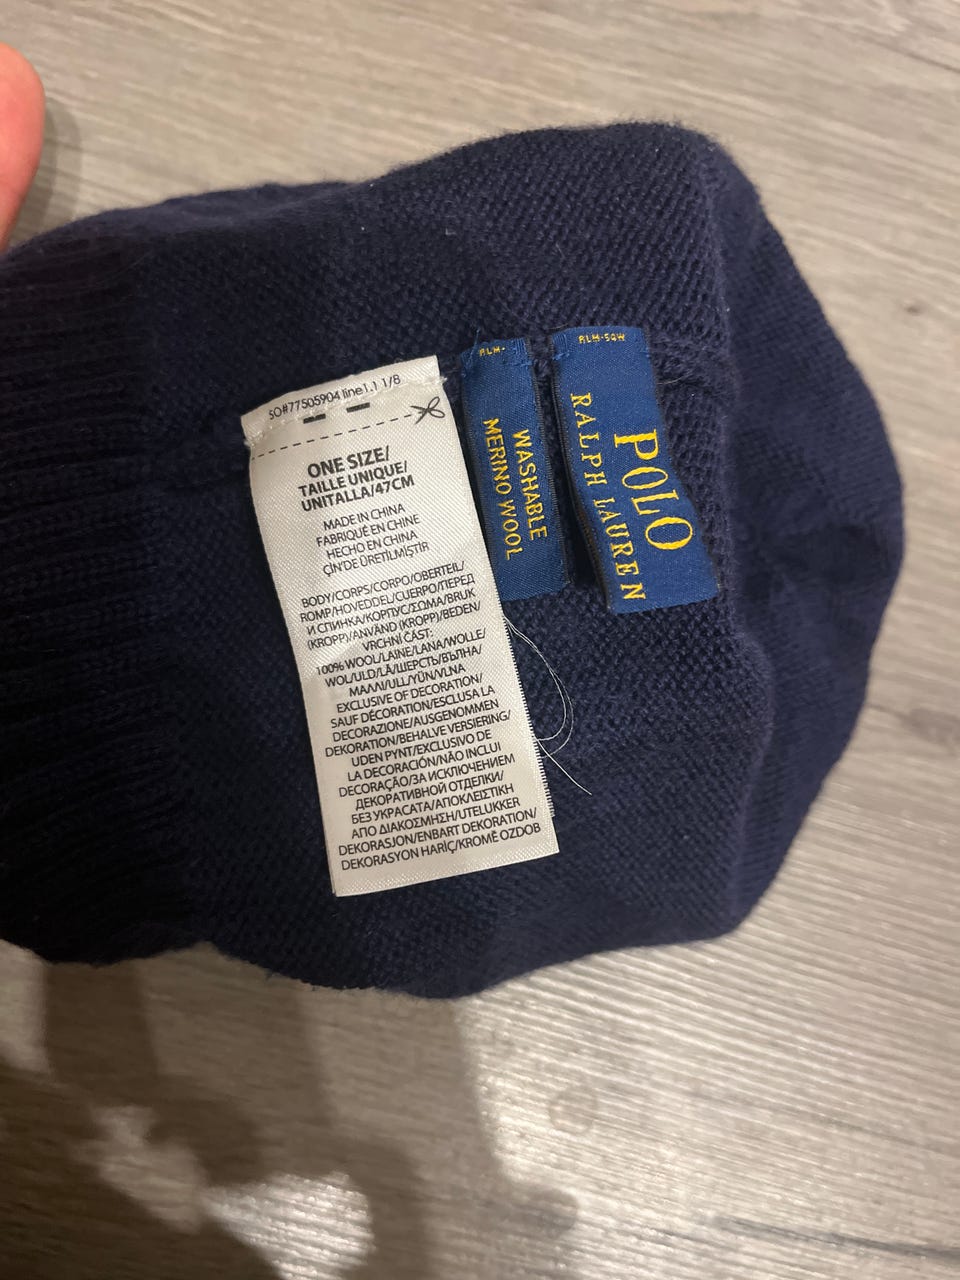 SO#77505904 line1.1 1/8
ONE SIZE/
TAILLE UNIQUE/
UNITALLA/47CM
MADE IN CHINA
FABRIQUÉ EN CHINE
HECHO EN CHINA
ÇİN'DE ÜRETİLMİŞTİR
BODY/CORPS/CORPO/OBERTEIL/
ROMP/HOVEDDEL/CUERPO/ПЕРЕД
И СПИНКА/КОРПУС/ΣΩΜΑ/BRUK
(KROPP)/ANVÄND (KROPP)/BEDEN/
VRCHNÍ ČÁST:
100% WOOL/LAINE/LANA/WOLLE/
WOL/ULD/LÃ/ШЕРСТЬ/ВЪЛНА/
ΜΑΛΛΙ/ULL/YÜN/VLNA
EXCLUSIVE OF DECORATION/
SAUF DÉCORATION/ESCLUSA LA
DECORAZIONE/AUSGENOMMEN
DEKORATION/BEHALVE VERSIERING/
UDEN PYNT/EXCLUSIVO DE
LA DECORACIÓN/NÃO INCLUI
DECORAÇÃO/ЗА ИСКЛЮЧЕНИЕМ
ДЕКОРАТИВНОЙ ОТДЕЛКИ/
БЕЗ УКРАСАТА/ΑΠΟΚΛΕΙΣΤΙΚΗ
ΑΠΟ ΔΙΑΚΟΣΜΗΣΗ/UTELUKKER
DEKORASJON/ENBART DEKORATION/
DEKORASYON HARİÇ/KROMĚ OZDOB
RLM-
WASHABLE
MERINO WOOL
RLM-SQW
POLO
RALPH LAUREN